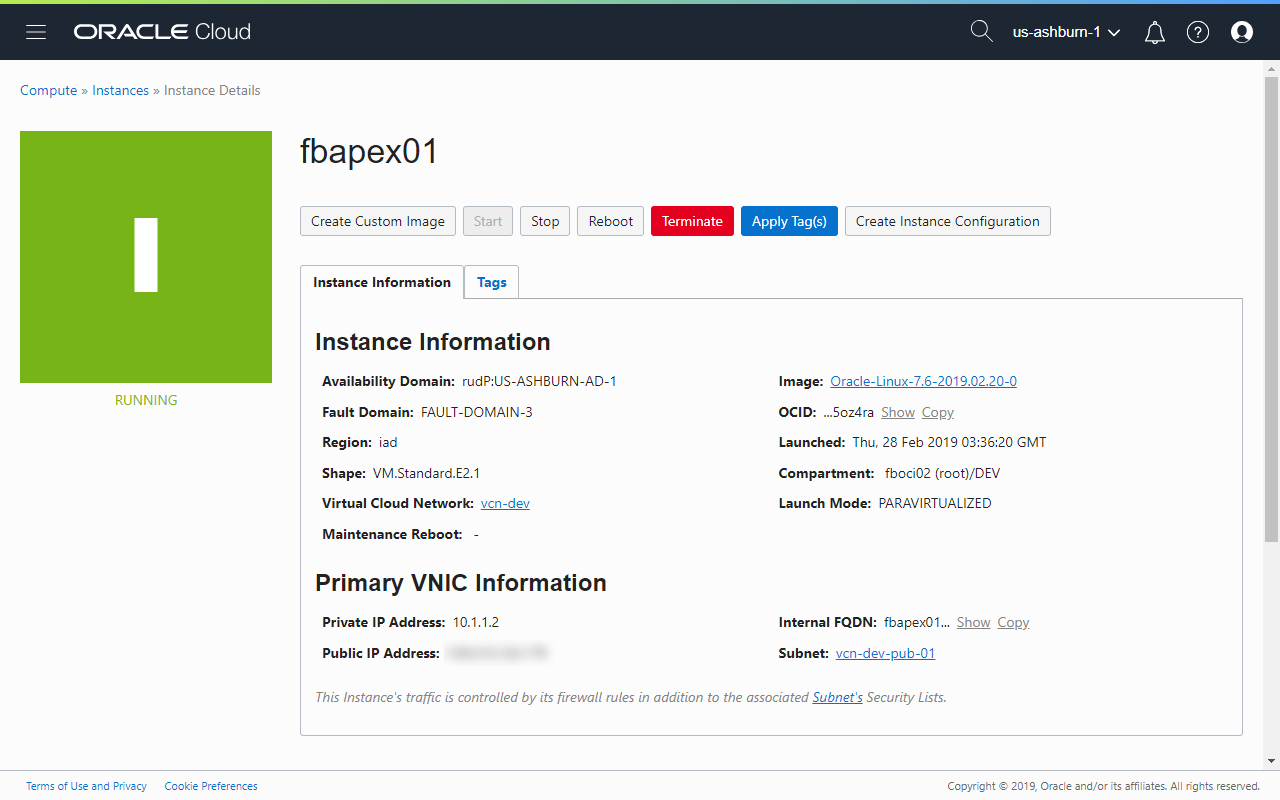 ORACLE Cloud
us-ashburn-1
Compute » Instances » Instance Details
I
RUNNING
fbapex01
Create Custom Image Start Stop Reboot Terminate Apply Tag(s) Create Instance Configuration
Instance Information Tags
Instance Information
Availability Domain: rudP:US-ASHBURN-AD-1
Fault Domain: FAULT-DOMAIN-3
Region: iad
Shape: VM.Standard.E2.1
Virtual Cloud Network: vcn-dev
Maintenance Reboot: -
Image: Oracle-Linux-7.6-2019.02.20-0
OCID: ...5oz4ra Show Copy
Launched: Thu, 28 Feb 2019 03:36:20 GMT
Compartment: fboci02 (root)/DEV
Launch Mode: PARAVIRTUALIZED
Primary VNIC Information
Private IP Address: 10.1.1.2
Public IP Address:
Internal FQDN: fbapex01... Show Copy
Subnet: vcn-dev-pub-01
This Instance's traffic is controlled by its firewall rules in addition to the associated Subnet's Security Lists.
Terms of Use and Privacy Cookie Preferences
Copyright © 2019, Oracle and/or its affiliates. All rights reserved.